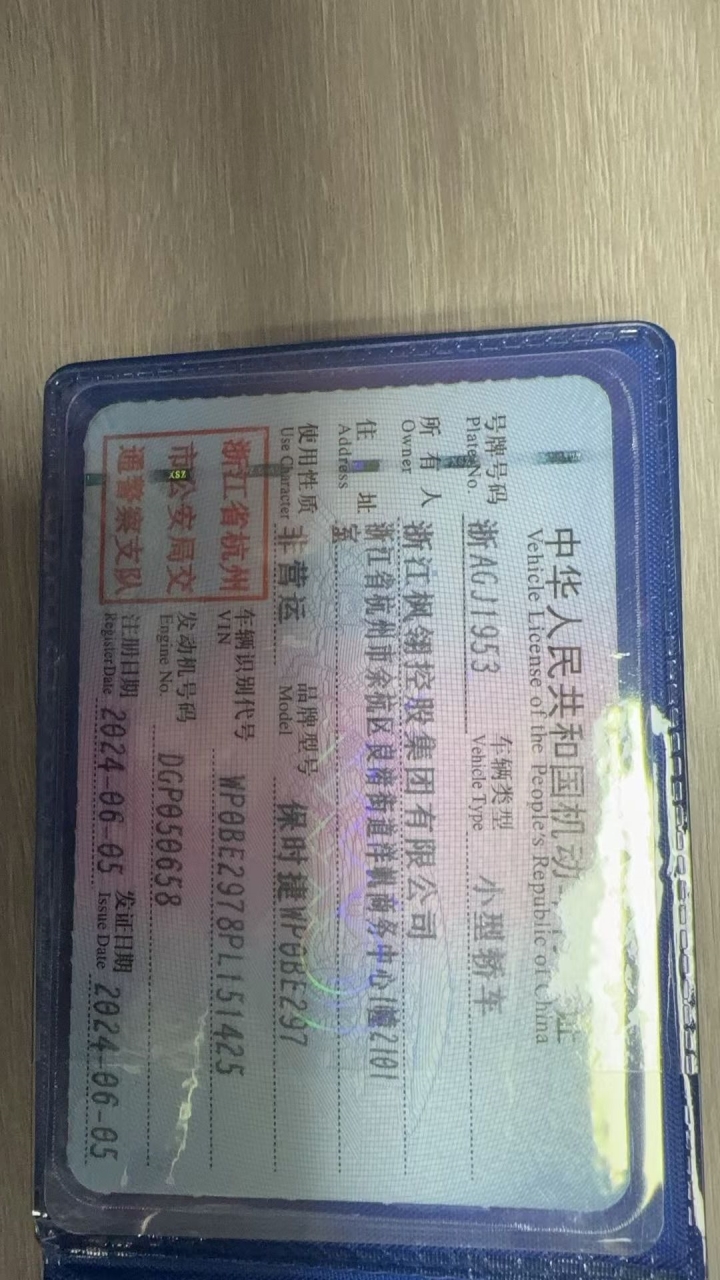 中华人民共和国机动 证
Vehicle License of the People's Republic of China
号牌号码 浙AGJ1953 车辆类型 小型轿车
Plate No. Vehicle Type
所有人 浙江枫翎控股集团有限公司
Owner
住址 浙江省杭州市余杭区良渚街道洋帆商务中心1幢2101
Address 室
使用性质 非营运 品牌型号 保时捷WP0BE297
Use Character Model
浙江省杭州
市公安局交
通警察支队
XSZ
车辆识别代号 WP0BE2978PL151425
VIN
发动机号码 DGP050658
Engine No.
注册日期 2024-06-05 发证日期 2024-06-05
Register Date Issue Date